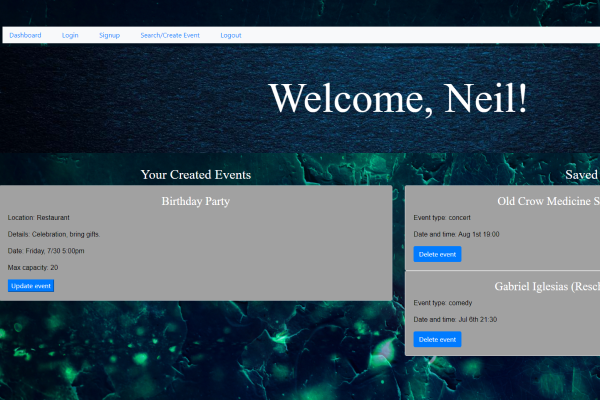 Dashboard Login Signup Search/Create Event Logout
Welcome, Neil!
Your Created Events
Birthday Party
Location: Restaurant
Details: Celebration, bring gifts.
Date: Friday, 7/30 5:00pm
Max capacity: 20
Update event
Saved
Old Crow Medicine S
Event type: concert
Date and time: Aug 1st 19:00
Delete event
Gabriel Iglesias (Resch
Event type: comedy
Date and time: Jul 6th 21:30
Delete event